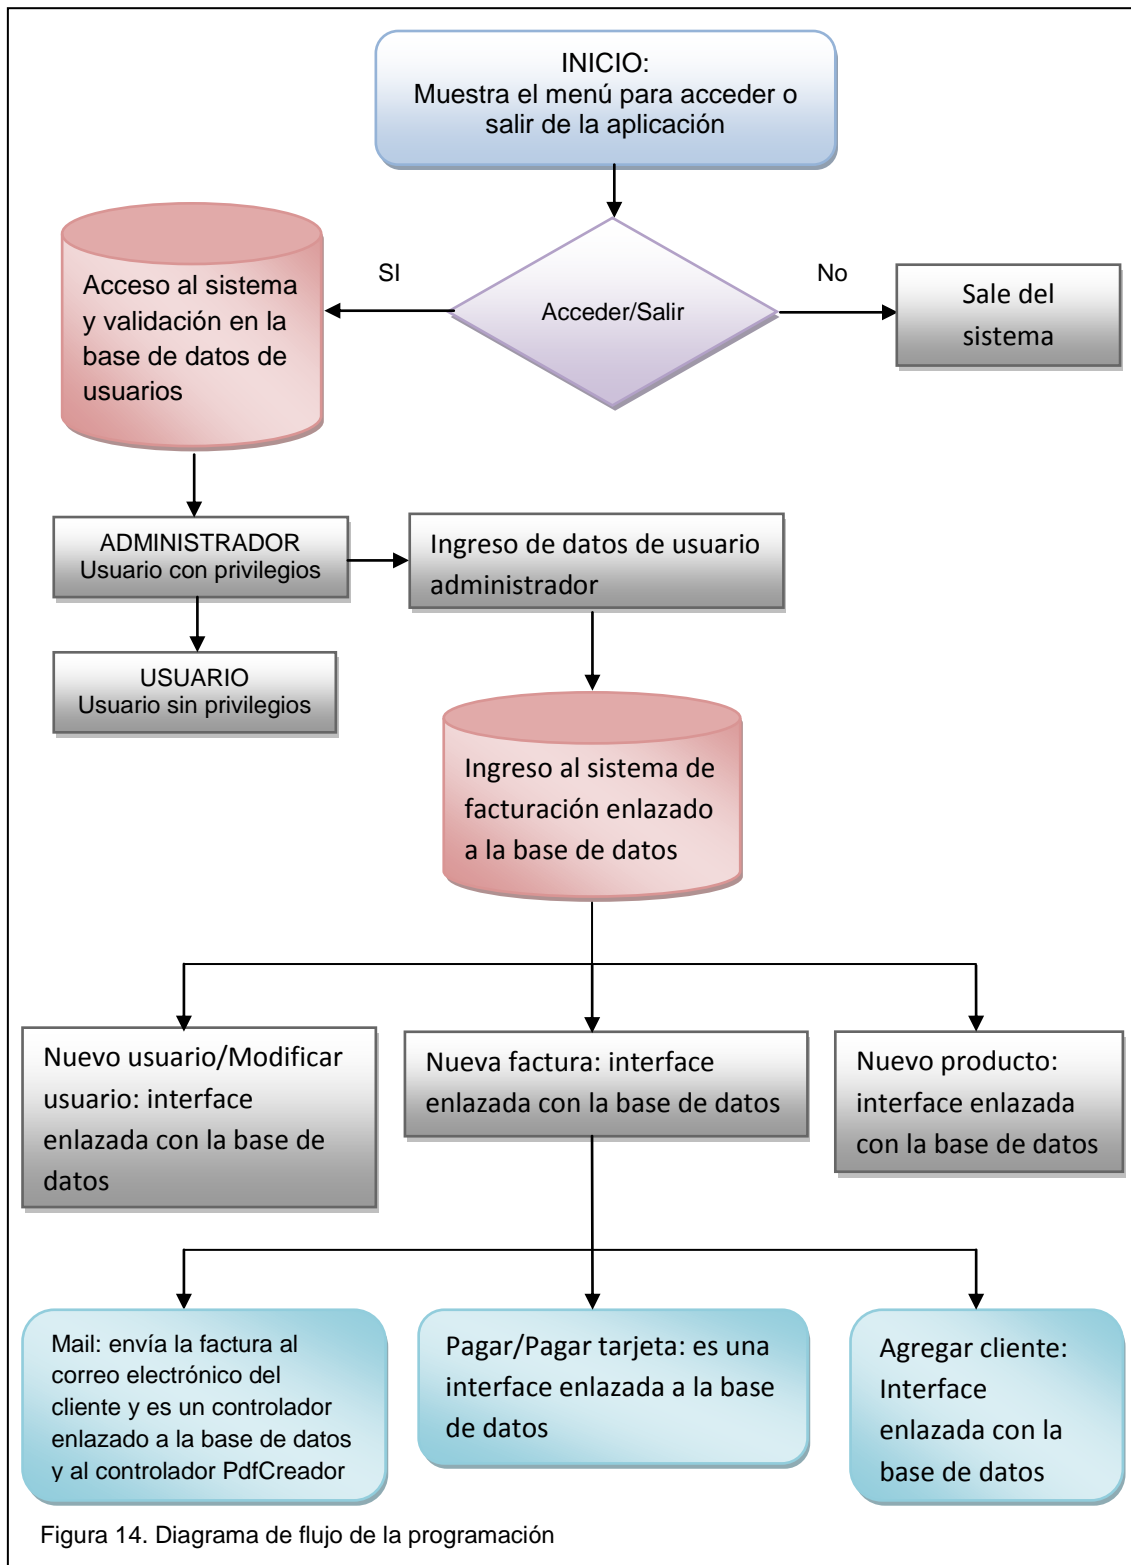 INICIO:
Muestra el menú para acceder o
salir de la aplicación
SI
No
Acceder/Salir
Acceso al sistema
y validación en la
base de datos de
usuarios
Sale del
sistema
ADMINISTRADOR
Usuario con privilegios
Ingreso de datos de usuario
administrador
USUARIO
Usuario sin privilegios
Ingreso al sistema de
facturación enlazado
a la base de datos
Nuevo usuario/Modificar
usuario: interface
enlazada con la base de
datos
Nueva factura: interface
enlazada con la base de datos
Nuevo producto:
interface enlazada
con la base de datos
Mail: envía la factura al
correo electrónico del
cliente y es un controlador
enlazado a la base de datos
y al controlador PdfCreador
Pagar/Pagar tarjeta: es una
interface enlazada a la base
de datos
Agregar cliente:
Interface
enlazada con la
base de datos
Figura 14. Diagrama de flujo de la programación